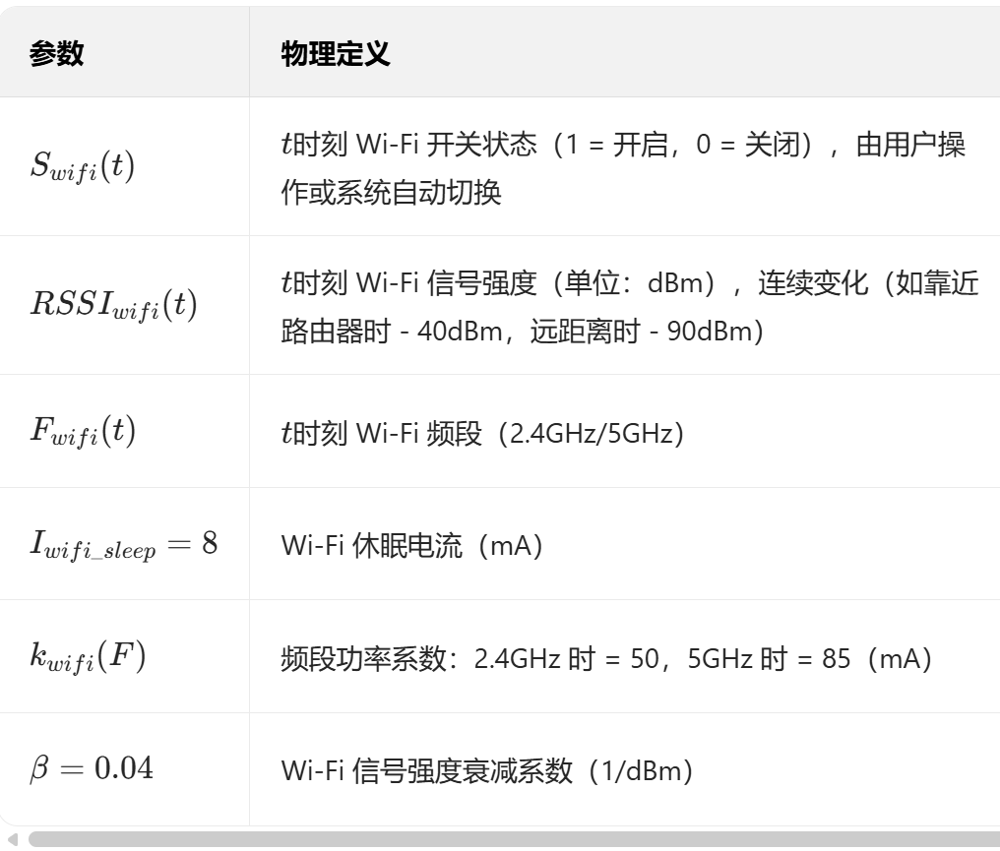 参数 物理定义
S_{wifi}(t) t时刻 Wi-Fi 开关状态（1 = 开启，0 = 关闭），由用户操
作或系统自动切换
RSSI_{wifi}(t) t时刻 Wi-Fi 信号强度（单位：dBm），连续变化（如靠近
路由器时 - 40dBm，远距离时 - 90dBm）
F_{wifi}(t) t时刻 Wi-Fi 频段（2.4GHz/5GHz）
I_{wifi_sleep} = 8 Wi-Fi 休眠电流（mA）
k_{wifi}(F) 频段功率系数：2.4GHz 时 = 50，5GHz 时 = 85（mA）
β = 0.04 Wi-Fi 信号强度衰减系数（1/dBm）